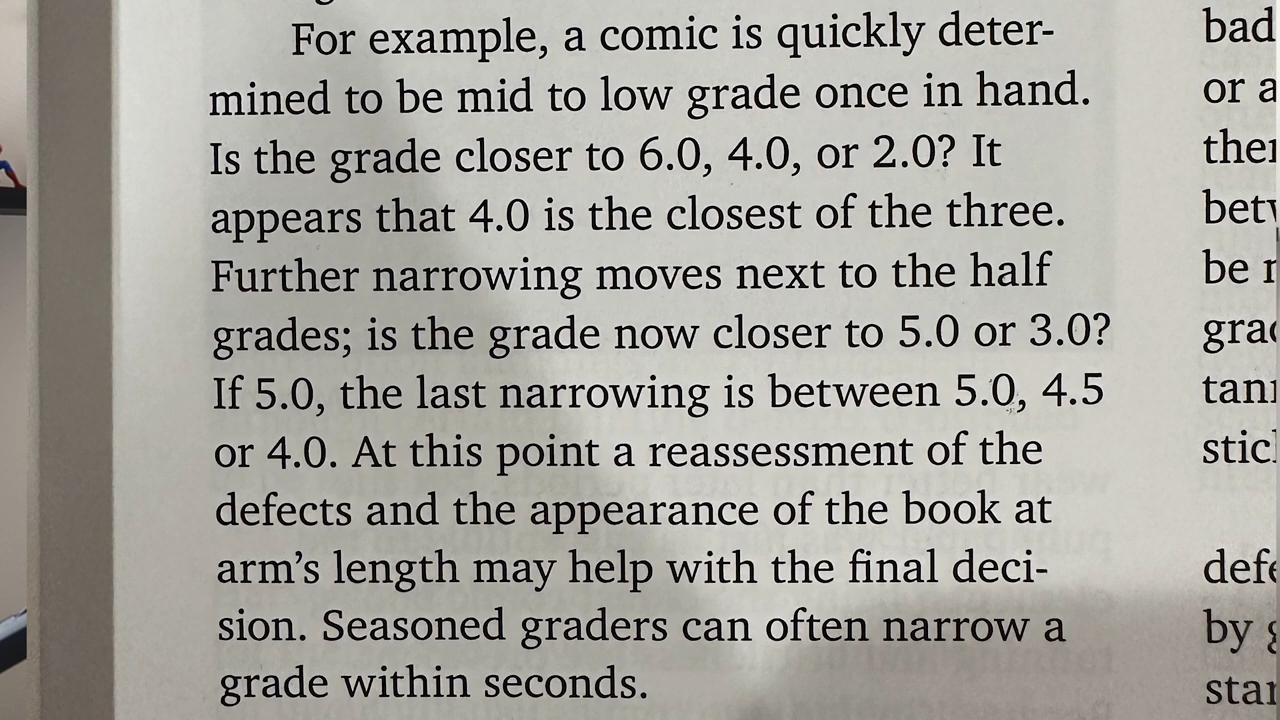 For example, a comic is quickly deter-
mined to be mid to low grade once in hand.
Is the grade closer to 6.0, 4.0, or 2.0? It
appears that 4.0 is the closest of the three.
Further narrowing moves next to the half
grades; is the grade now closer to 5.0 or 3.0?
If 5.0, the last narrowing is between 5.0, 4.5
or 4.0. At this point a reassessment of the
defects and the appearance of the book at
arm's length may help with the final deci-
sion. Seasoned graders can often narrow a
grade within seconds.
bad
or a
be
by